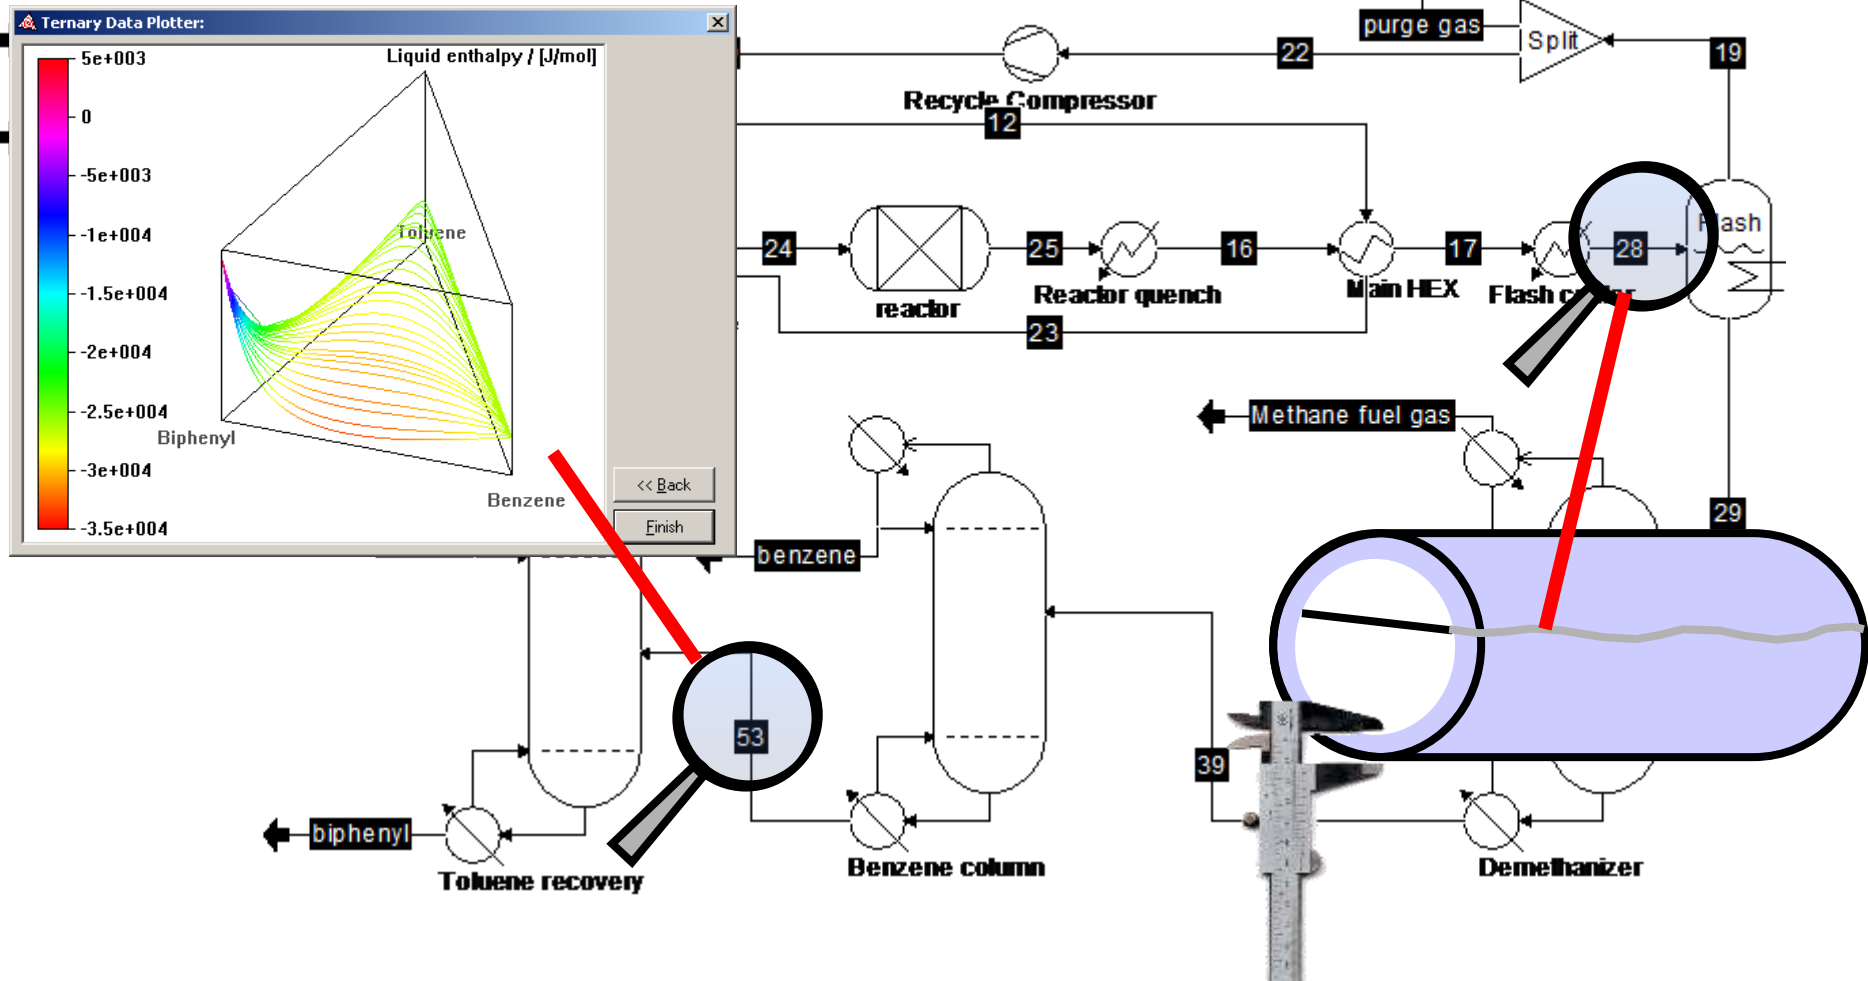 Ternary Data Plotter:
Liquid enthalpy / [J/mol]
5e+003
0
-5e+003
-1e+004
-1.5e+004
-2e+004
-2.5e+004
-3e+004
-3.5e+004
Toluene
Biphenyl
Benzene
<< Back
Finish
purge gas
Split
22
19
Recycle Compressor
12
24
25
16
17
28
Flash
reactor
Reactor quench
Main HEX
Flash cooler
23
Methane fuel gas
29
benzene
53
39
biphenyl
Toluene recovery
Benzene column
Demethanizer